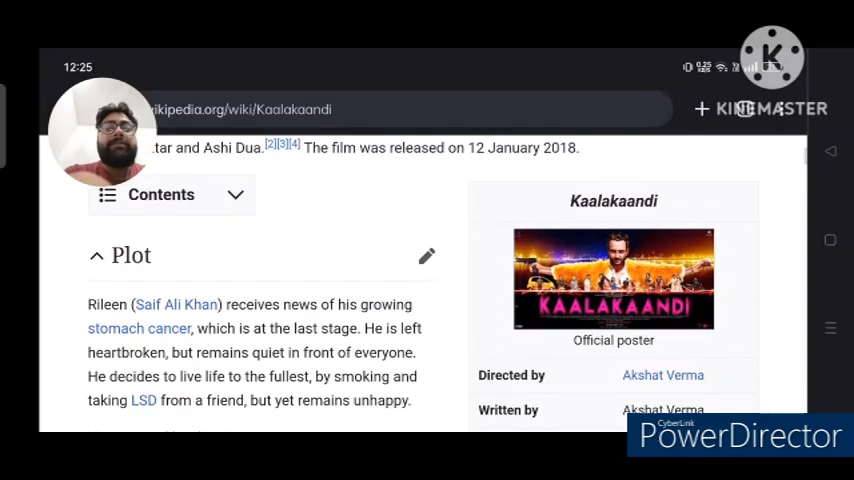 12:25
0.25
KINEMASTER
ikipedia.org/wiki/Kaalakaandi
tar and Ashi Dua.[2][3][4] The film was released on 12 January 2018.
Contents
Kaalakaandi
Plot
KAALAKAANDI
Official poster
Rileen (Saif Ali Khan) receives news of his growing
stomach cancer, which is at the last stage. He is left
heartbroken, but remains quiet in front of everyone.
He decides to live life to the fullest, by smoking and
taking LSD from a friend, but yet remains unhappy.
Directed by Akshat Verma
Written by Akshat Verma
CyberLink
PowerDirector